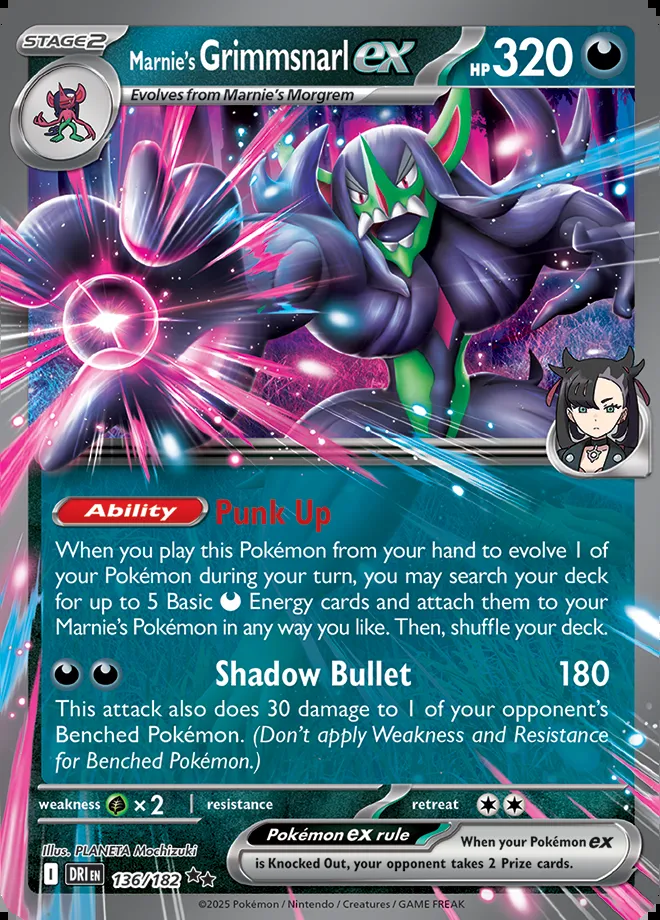 STAGE2
Marnie's Grimmsnarl ex HP 320
Evolves from Marnie's Morgrem
Ability Punk Up
When you play this Pokémon from your hand to evolve 1 of
your Pokémon during your turn, you may search your deck
for up to 5 Basic Energy cards and attach them to your
Marnie's Pokémon in any way you like. Then, shuffle your deck.
Shadow Bullet 180
This attack also does 30 damage to 1 of your opponent's
Benched Pokémon. (Don't apply Weakness and Resistance
for Benched Pokémon.)
weakness ×2 resistance retreat
Illus. PLANETA Mochizuki
Pokémon ex rule When your Pokémon ex
is Knocked Out, your opponent takes 2 Prize cards.
I DRI EN 136/182
©2025 Pokémon / Nintendo / Creatures / GAME FREAK